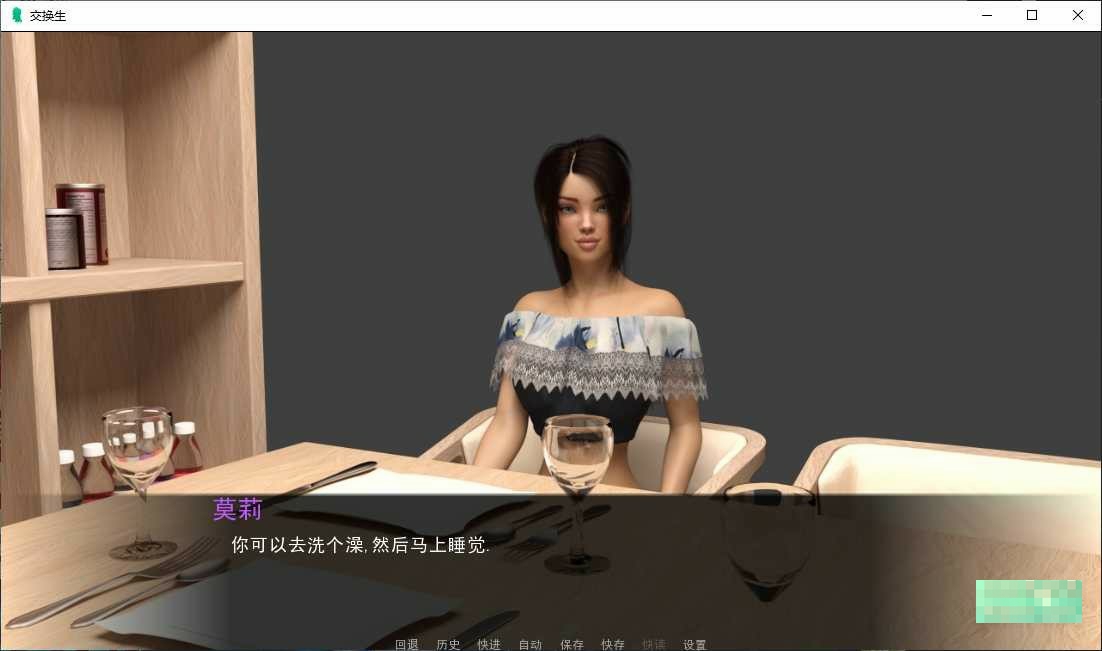 交换生
莫莉
你可以去洗个澡,然后马上睡觉.
回退 历史 快进 自动 保存 快存 快读 设置